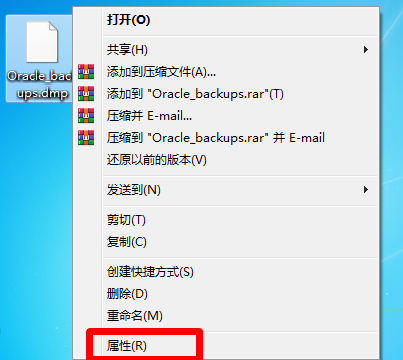 Oracle_back
ups.dmp
打开(O)
共享(H)
添加到压缩文件(A)...
添加到 "Oracle_backups.rar"(T)
压缩并 E-mail...
压缩到 "Oracle_backups.rar" 并 E-mail
还原以前的版本(V)
发送到(N)
剪切(T)
复制(C)
创建快捷方式(S)
删除(D)
重命名(M)
属性(R)